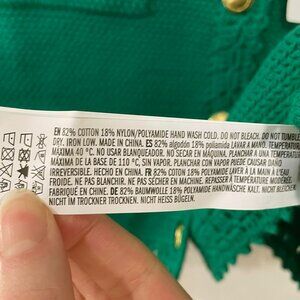 EN 82% COTTON 18% NYLON/POLYAMIDE HAND WASH COLD. DO NOT BLEACH. DO NOT TUMBLE
DRY. IRON LOW. MADE IN CHINA. ES 82% algodón 18% poliamida LAVAR A MANO. TEMPERATURA
MÁXIMA 40 °C. NO USAR BLANQUEADOR. NO SECAR EN MÁQUINA. PLANCHAR A UNA TEMPERATURA
MÁXIMA DE LA BASE DE 110 °C, SIN VAPOR. PLANCHAR CON VAPOR PUEDE CAUSAR DAÑO
IRREVERSIBLE. HECHO EN CHINA. FR 82% COTON 18% POLYAMIDE LAVER À LA MAIN À L'EAU
FROIDE. PAS DE BLANCHIMENT. NE PAS SÉCHER EN MACHINE. REPASSER À TEMPÉRATURE MODÉRÉE.
FABRIQUÉ EN CHINE. DE 82% BAUMWOLLE 18% POLYAMIDE HANDWÄSCHE KALT. NICHT BLEICHEN.
NICHT IM TROCKNER TROCKNEN. NICHT HEISS BÜGELN.